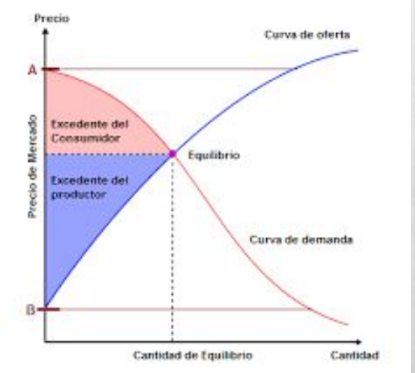 Precio
Curva de oferta
A
Excedente del
Consumidor
Equilibrio
Precio de Mercado
Excedente del
productor
Curva de demanda
B
Cantidad de Equilibrio
Cantidad